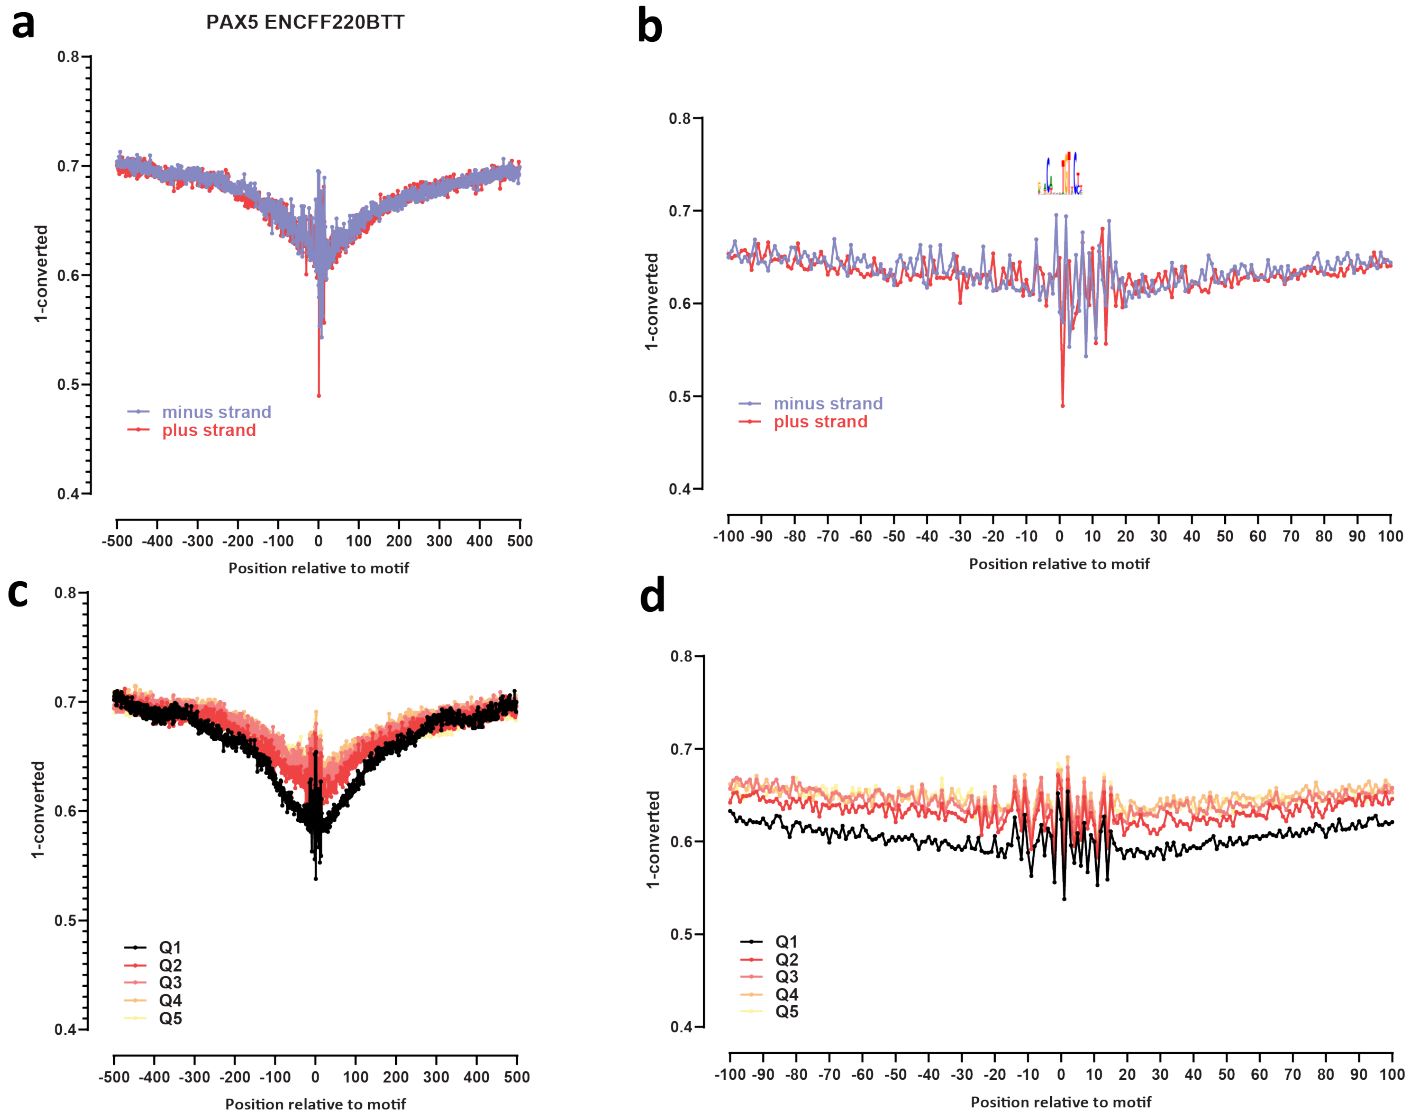 a
PAX5 ENCFF220BTT
0.8
0.7
0.6
0.5
0.4
1-converted
minus strand
plus strand
-500 -400 -300 -200 -100 0 100 200 300 400 500
Position relative to motif
b
0.8
0.7
0.6
0.5
0.4
1-converted
minus strand
plus strand
-100 -90 -80 -70 -60 -50 -40 -30 -20 -10 0 10 20 30 40 50 60 70 80 90 100
Position relative to motif
c
0.8
0.7
0.6
0.5
0.4
1-converted
Q1
Q2
Q3
Q4
Q5
-500 -400 -300 -200 -100 0 100 200 300 400 500
Position relative to motif
d
0.8
0.7
0.6
0.5
0.4
1-converted
Q1
Q2
Q3
Q4
Q5
-100 -90 -80 -70 -60 -50 -40 -30 -20 -10 0 10 20 30 40 50 60 70 80 90 100
Position relative to motif